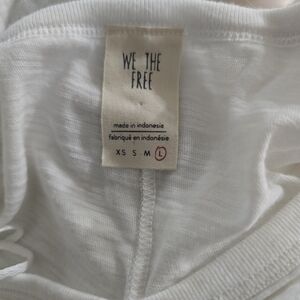 WE THE
FREE
made in indonesia
fabriqué en indonésie
XS S M L